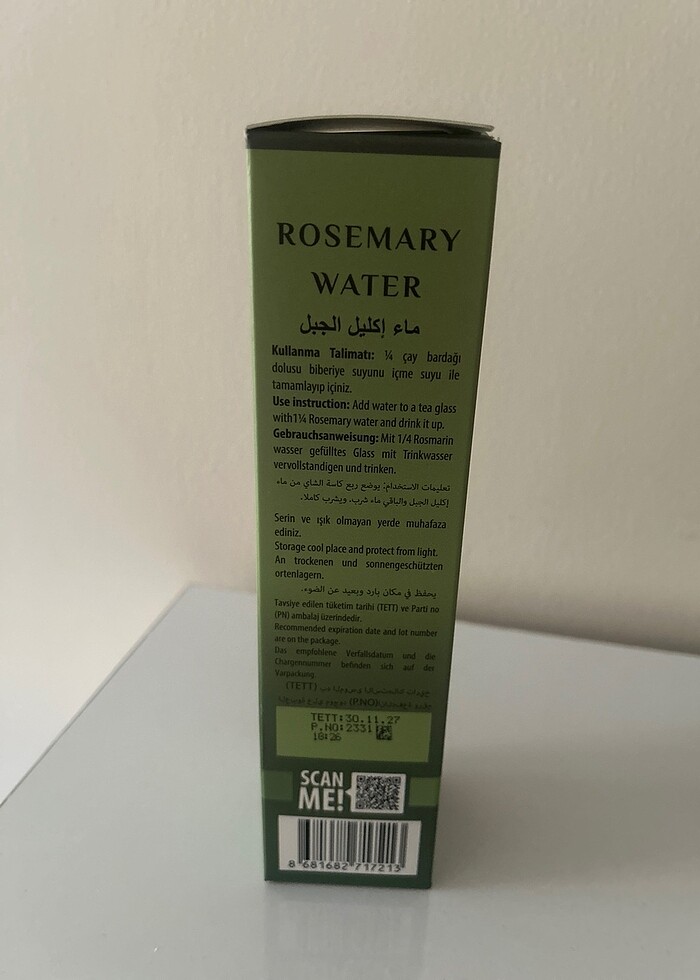 ROSEMARY
WATER
ماء إكليل الجبل
Kullanma Talimatı: ¼ çay bardağı
dolusu biberiye suyunu içme suyu ile
tamamlayıp içiniz.
Use instruction: Add water to a tea glass
with1¼ Rosemary water and drink it up.
Gebrauchsanweisung: Mit 1/4 Rosmarin
wasser gefülltes Glass mit Trinkwasser
vervollstandigen und trinken.
تعليمات الاستخدام: يوضع ربع كاسة الشاي من ماء
إكليل الجبل والباقي ماء شرب، ويشرب كاملا.
Serin ve ışık olmayan yerde muhafaza
ediniz.
Storage cool place and protect from light.
An trockenen und sonnengeschützten
ortenlagern.
يحفظ في مكان بارد وبعيد عن الضوء.
Tavsiye edilen tüketim tarihi (TETT) ve Parti no
(PN) ambalaj üzerindedir.
Recommended expiration date and lot number
are on the package.
Das empfohlene Verfallsdatum und die
Chargennummer befinden sich auf der
Varpackung.
(TETT)
(P.NO)
TETT:30.11.27
P.NO:2331
18:26
SCAN
ME!
8 681682 717213